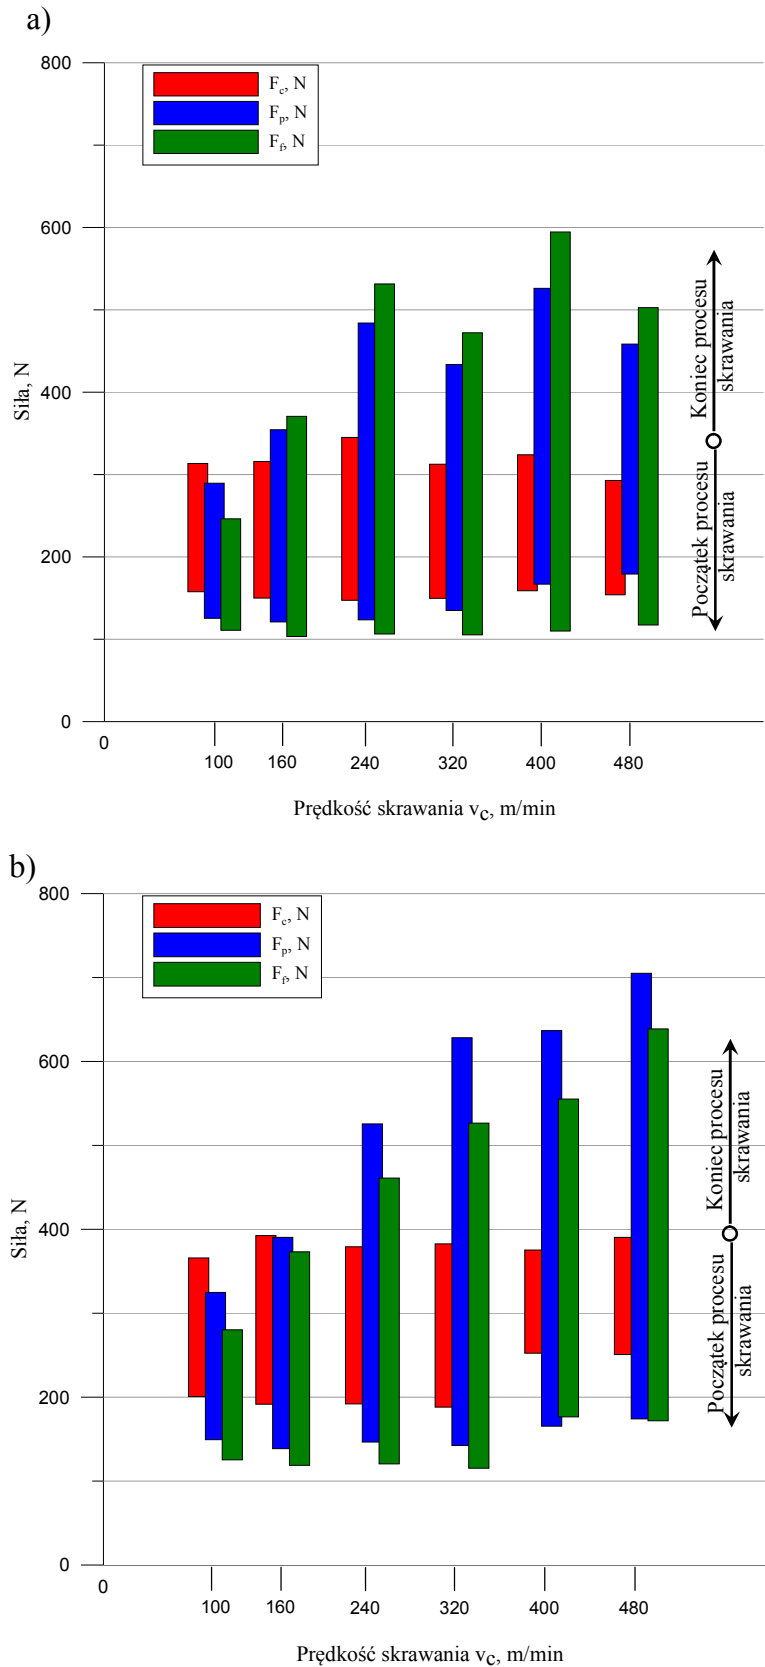 a)
800
600
400
200
0
Siła, N
F_c, N
F_p, N
F_f, N
Koniec procesu
skrawania
Początek procesu
skrawania
0
100 160 240 320 400 480
Prędkość skrawania v_c, m/min
b)
800
600
400
200
0
Siła, N
F_c, N
F_p, N
F_f, N
Koniec procesu
skrawania
Początek procesu
skrawania
0
100 160 240 320 400 480
Prędkość skrawania v_c, m/min